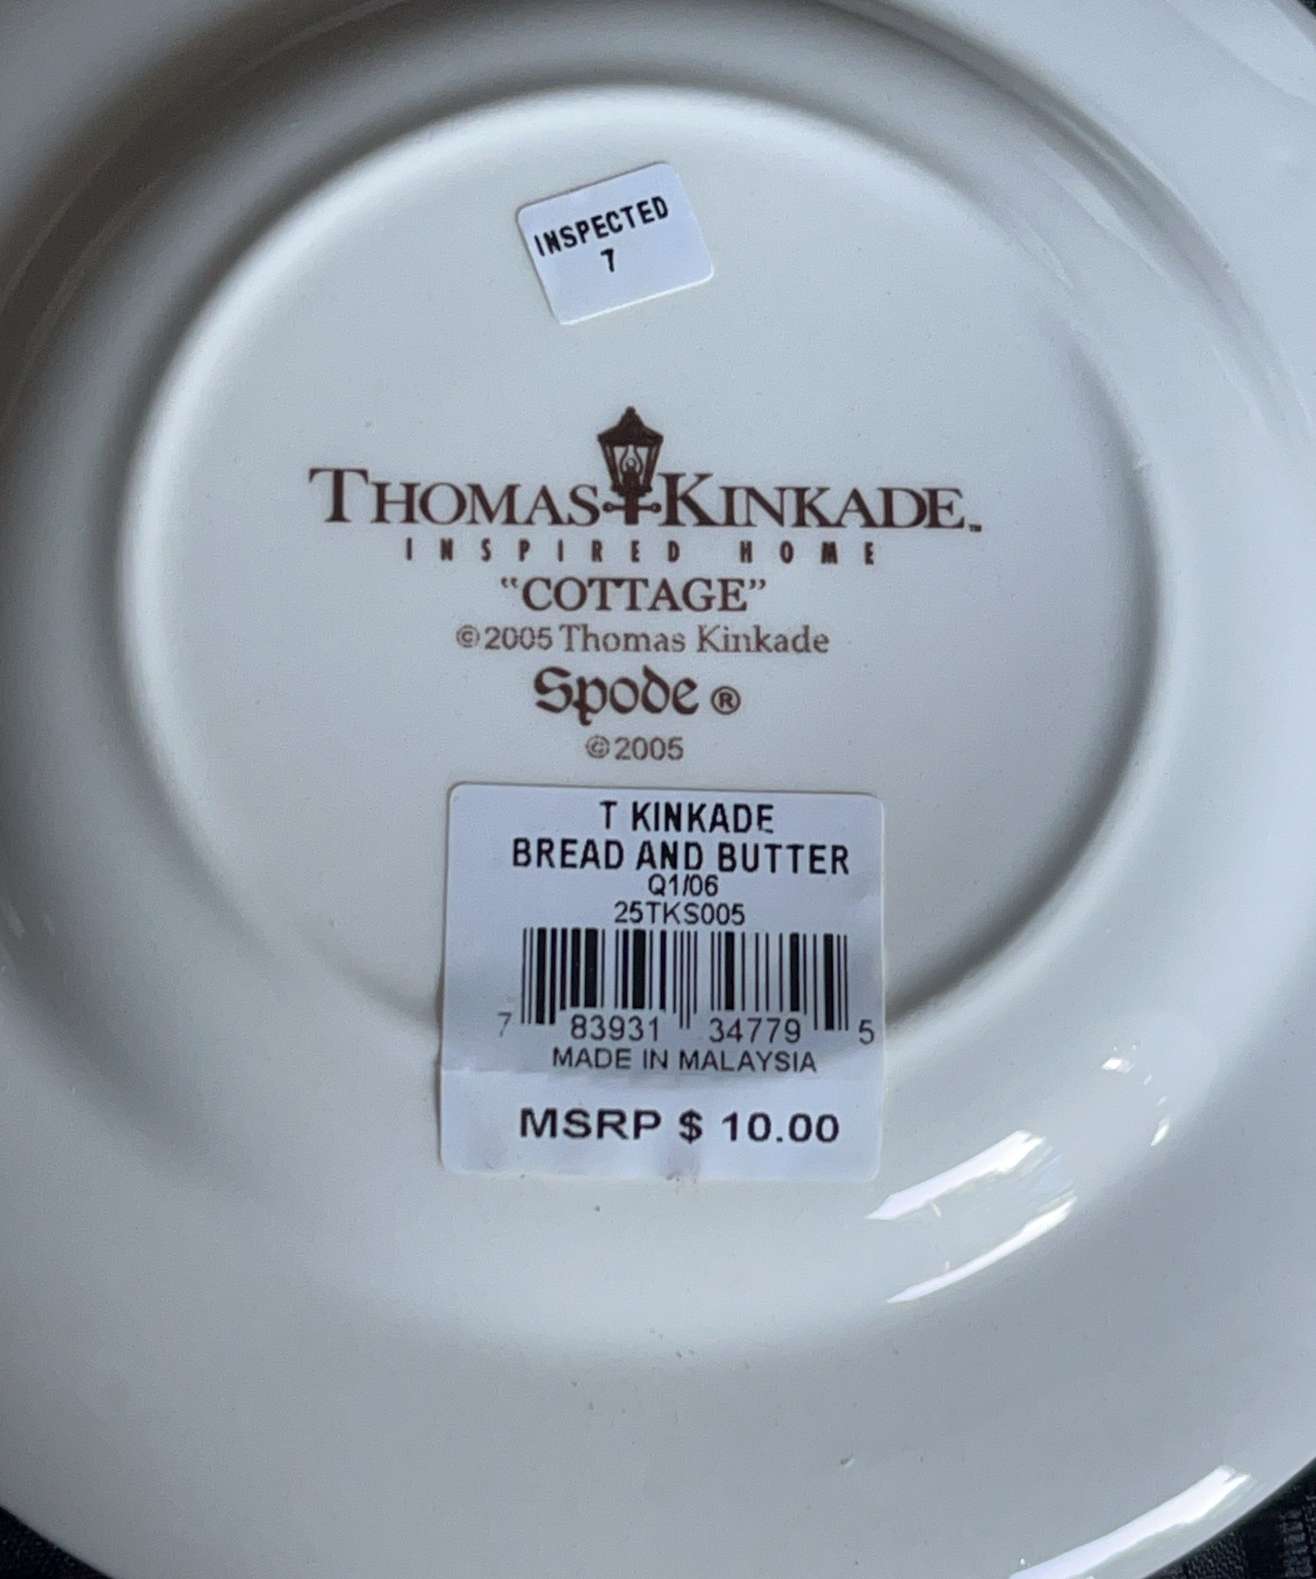 INSPECTED
7
THOMAS KINKADE™
INSPIRED HOME
“COTTAGE”
©2005 Thomas Kinkade
Spode ®
©2005
T KINKADE
BREAD AND BUTTER
Q1/06
25TKS005
7 83931 34779 5
MADE IN MALAYSIA
MSRP $ 10.00